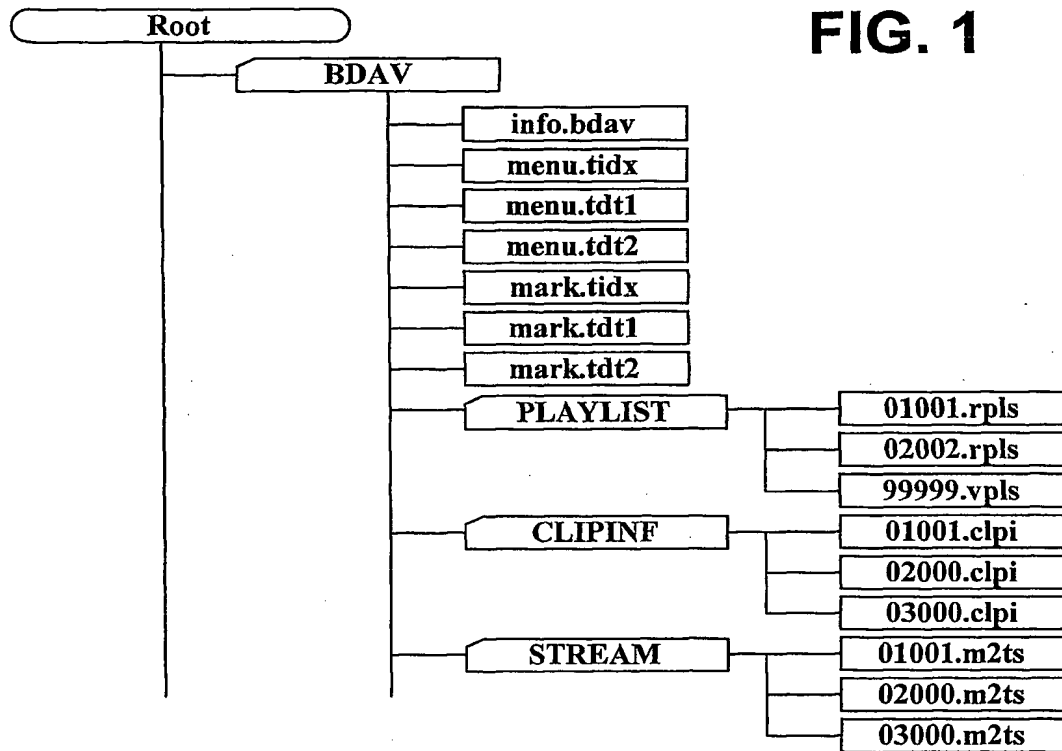 FIG. 1
Root
BDAV
info.bdav
menu.tidx
menu.tdt1
menu.tdt2
mark.tidx
mark.tdt1
mark.tdt2
PLAYLIST
01001.rpls
02002.rpls
99999.vpls
CLIPINF
01001.clpi
02000.clpi
03000.clpi
STREAM
01001.m2ts
02000.m2ts
03000.m2ts